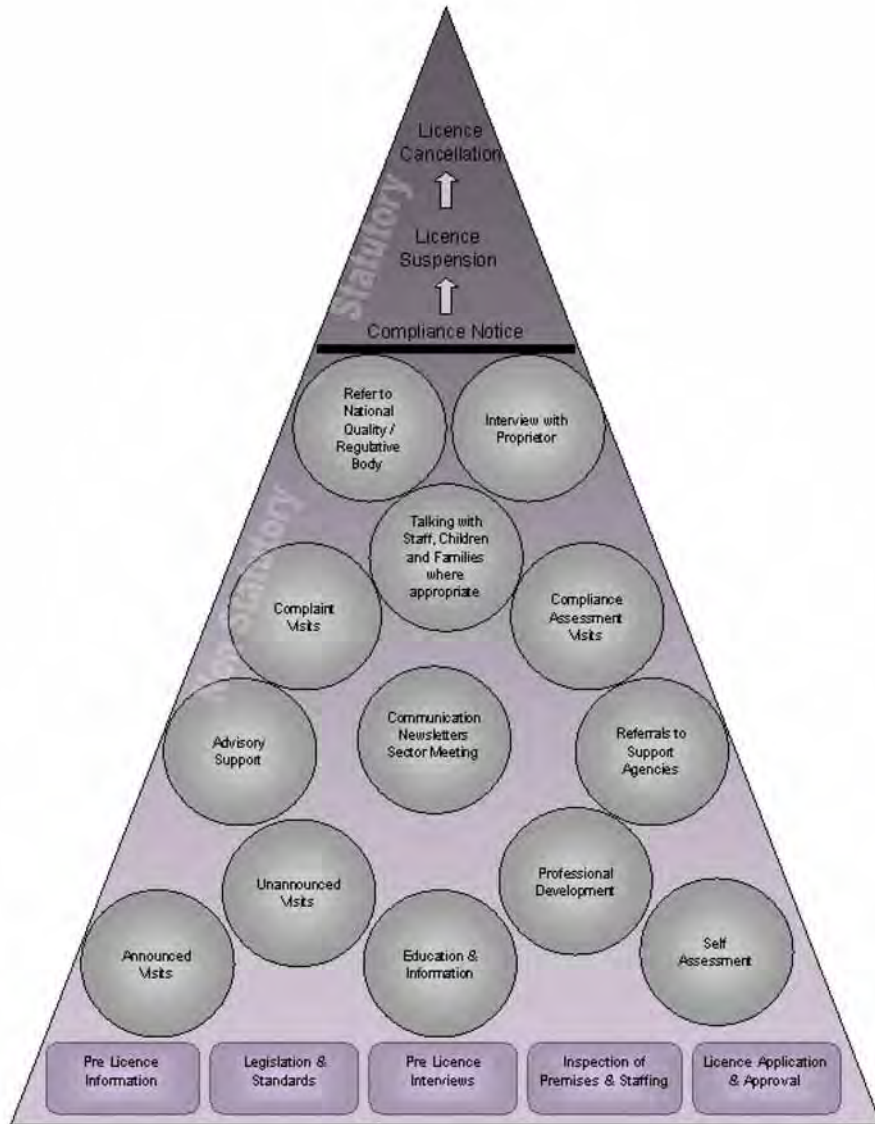 Licence
Cancellation
Statutory
Licence
Suspension
Compliance Notice
Refer to
National
Quality /
Regulative
Body
Interview with
Proprietor
Non Statutory
Talking with
Staff, Children
and Families
where
appropriate
Complaint
Visits
Compliance
Assessment
Visits
Advisory
Support
Communication
Newsletters
Sector Meeting
Referrals to
Support
Agencies
Unannounced
Visits
Professional
Development
Announced
Visits
Education &
Information
Self
Assessment
Pre Licence
Information
Legislation &
Standards
Pre Licence
Interviews
Inspection of
Premises & Staffing
Licence Application
& Approval